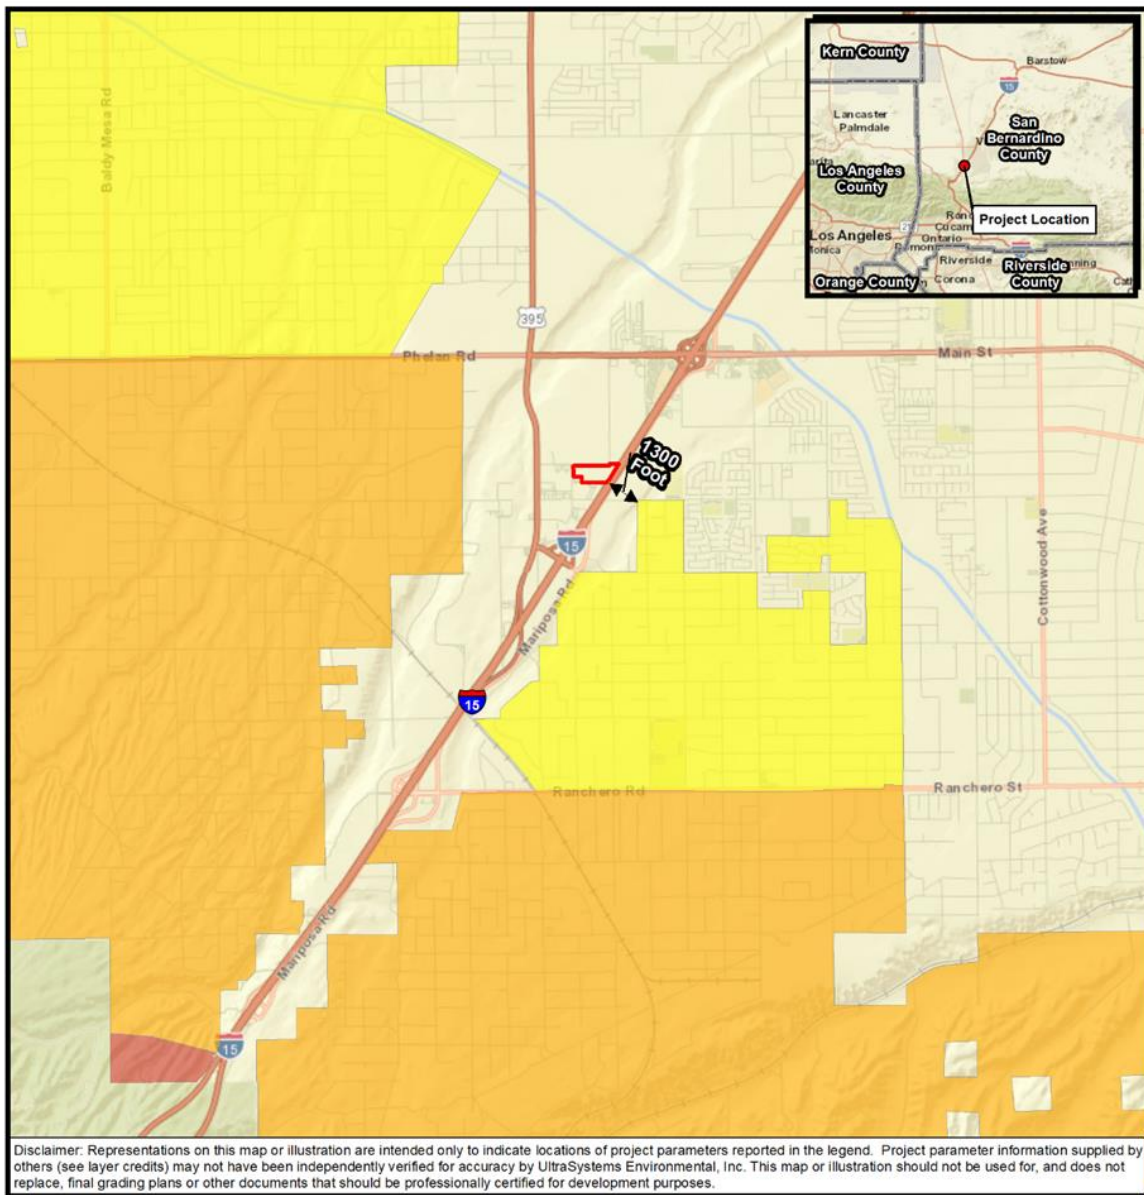 Kern County
Barstow
15
Lancaster
Palmdale
San
Bernardino
County
Los Angeles
County
Project Location
Los Angeles
Ontario
Riverside
Riverside
County
Orange County
Corona
Baldy Mesa Rd
395
Phelan Rd
Main St
1300
Foot
15
Mariposa Rd
Cottonwood Ave
15
Ranchero Rd
Ranchero St
Mariposa Rd
15
Disclaimer: Representations on this map or illustration are intended only to indicate locations of project parameters reported in the legend. Project parameter information supplied by
others (see layer credits) may not have been independently verified for accuracy by UltraSystems Environmental, Inc. This map or illustration should not be used for, and does not
replace, final grading plans or other documents that should be professionally certified for development purposes.